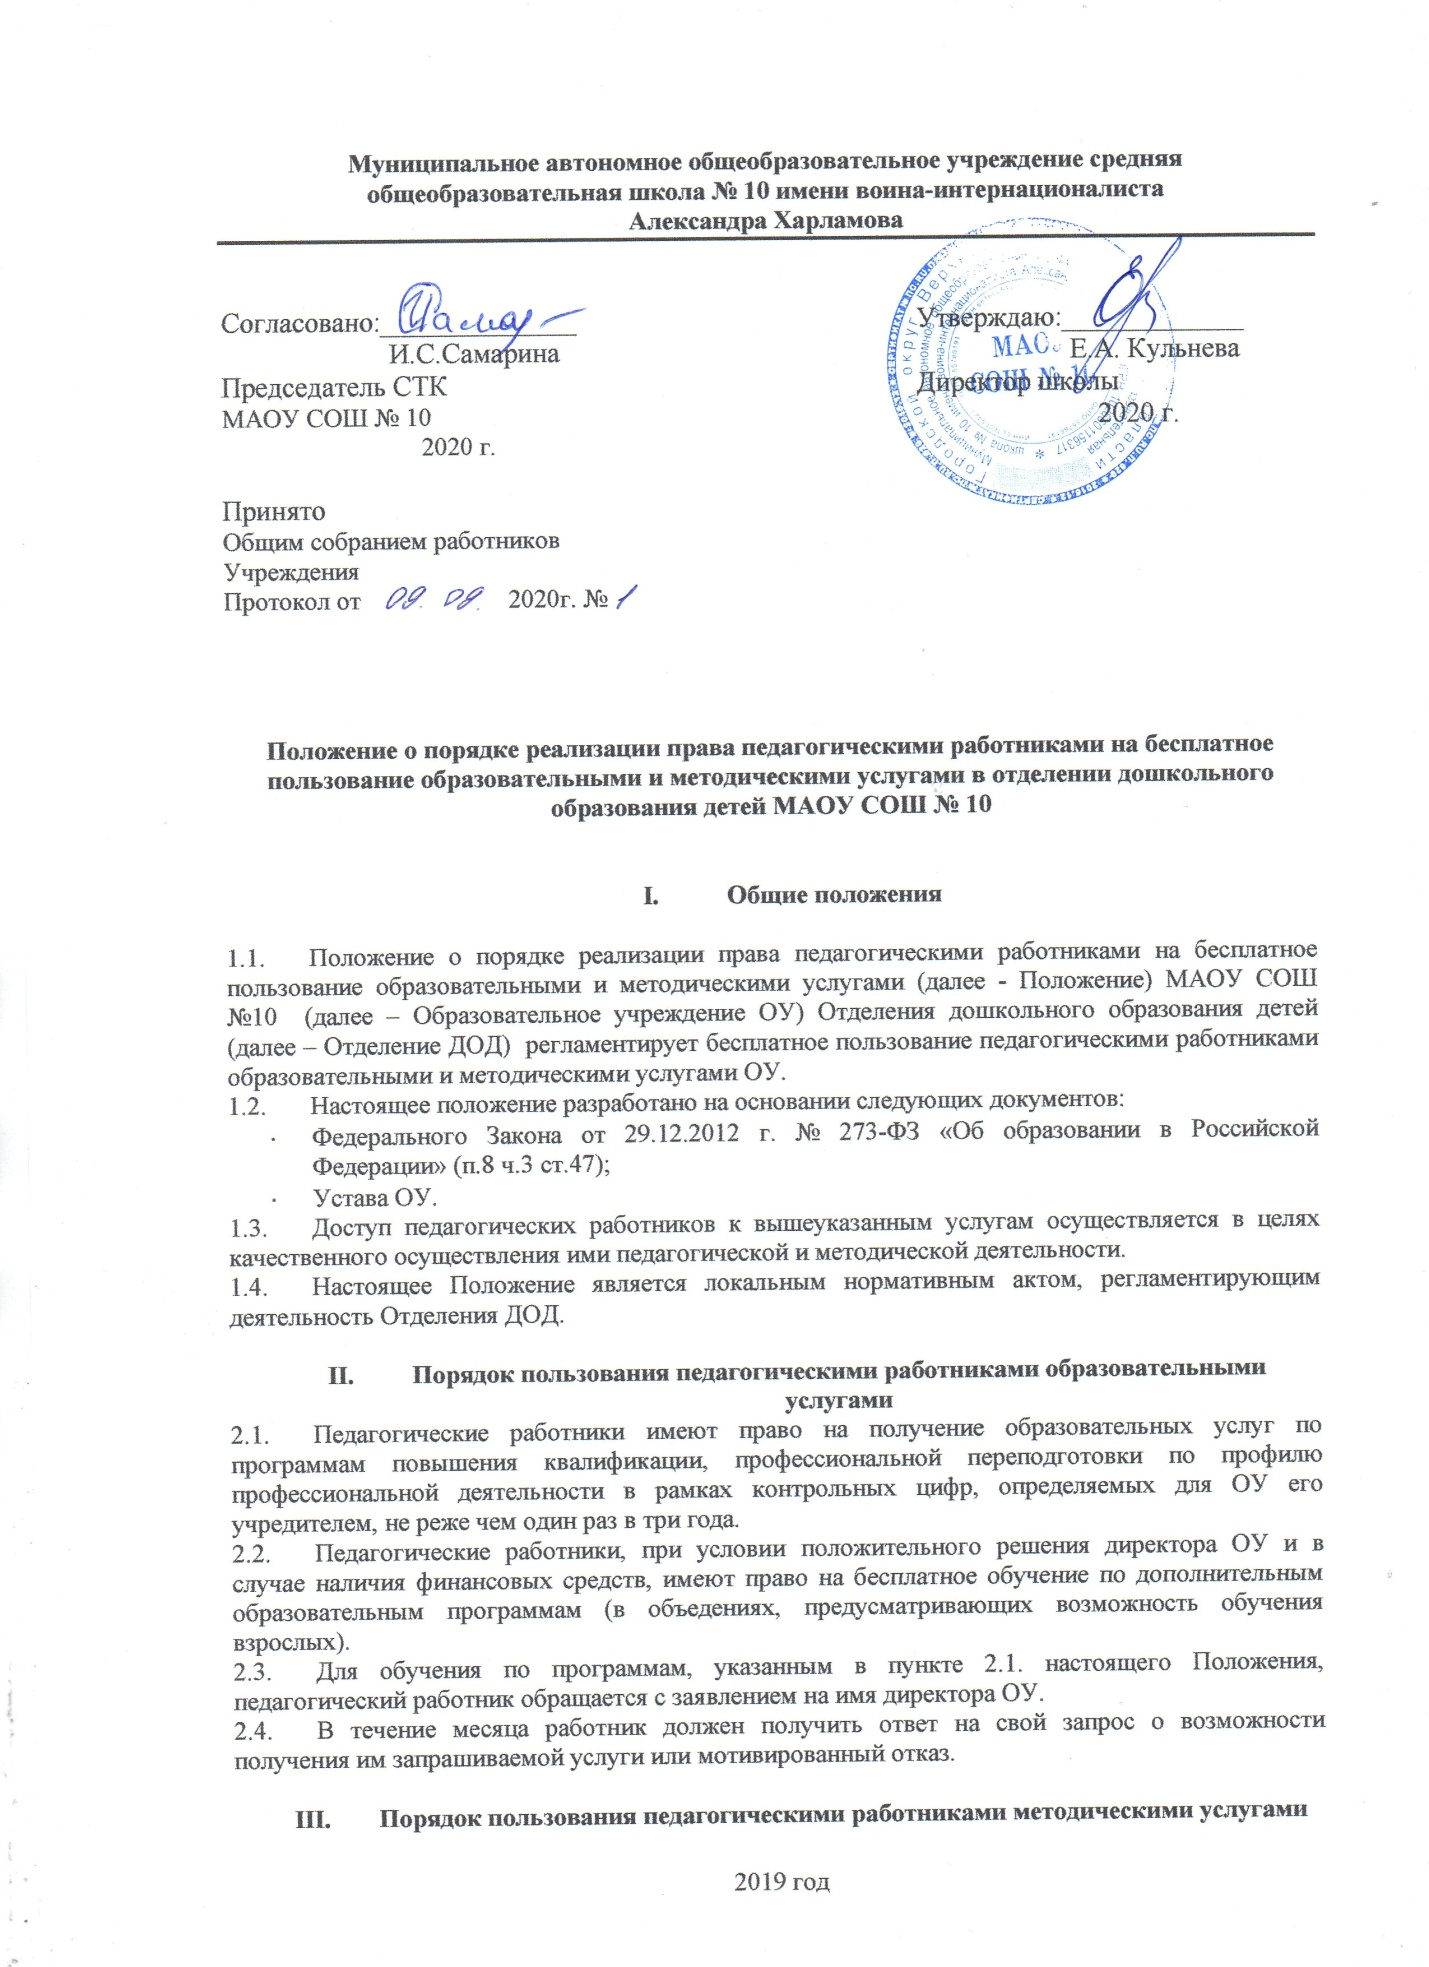 Муниципальное автономное общеобразовательное учреждение средняя
общеобразовательная школа № 10 имени воина-интернационалиста
Александра Харламова
Согласовано:
И.С.Самарина
Председатель СТК
МАОУ СОШ № 10
2020 г.
Утверждаю:
Е.А. Кульнева
Директор школы
2020 г.
МАО
СОШ №
Принято
Общим собранием работников
Учреждения
Протокол от 09. 09. 2020г. № 1
Положение о порядке реализации права педагогическими работниками на бесплатное
пользование образовательными и методическими услугами в отделении дошкольного
образования детей МАОУ СОШ № 10
I. Общие положения
1.1. Положение о порядке реализации права педагогическими работниками на бесплатное
пользование образовательными и методическими услугами (далее - Положение) МАОУ СОШ
№10 (далее – Образовательное учреждение ОУ) Отделения дошкольного образования детей
(далее – Отделение ДОД) регламентирует бесплатное пользование педагогическими работниками
образовательными и методическими услугами ОУ.
1.2. Настоящее положение разработано на основании следующих документов:
· Федерального Закона от 29.12.2012 г. № 273-ФЗ «Об образовании в Российской
Федерации» (п.8 ч.3 ст.47);
· Устава ОУ.
1.3. Доступ педагогических работников к вышеуказанным услугам осуществляется в целях
качественного осуществления ими педагогической и методической деятельности.
1.4. Настоящее Положение является локальным нормативным актом, регламентирующим
деятельность Отделения ДОД.
II. Порядок пользования педагогическими работниками образовательными
услугами
2.1. Педагогические работники имеют право на получение образовательных услуг по
программам повышения квалификации, профессиональной переподготовки по профилю
профессиональной деятельности в рамках контрольных цифр, определяемых для ОУ его
учредителем, не реже чем один раз в три года.
2.2. Педагогические работники, при условии положительного решения директора ОУ и в
случае наличия финансовых средств, имеют право на бесплатное обучение по дополнительным
образовательным программам (в объедениях, предусматривающих возможность обучения
взрослых).
2.3. Для обучения по программам, указанным в пункте 2.1. настоящего Положения,
педагогический работник обращается с заявлением на имя директора ОУ.
2.4. В течение месяца работник должен получить ответ на свой запрос о возможности
получения им запрашиваемой услуги или мотивированный отказ.
III. Порядок пользования педагогическими работниками методическими услугами
2019 год